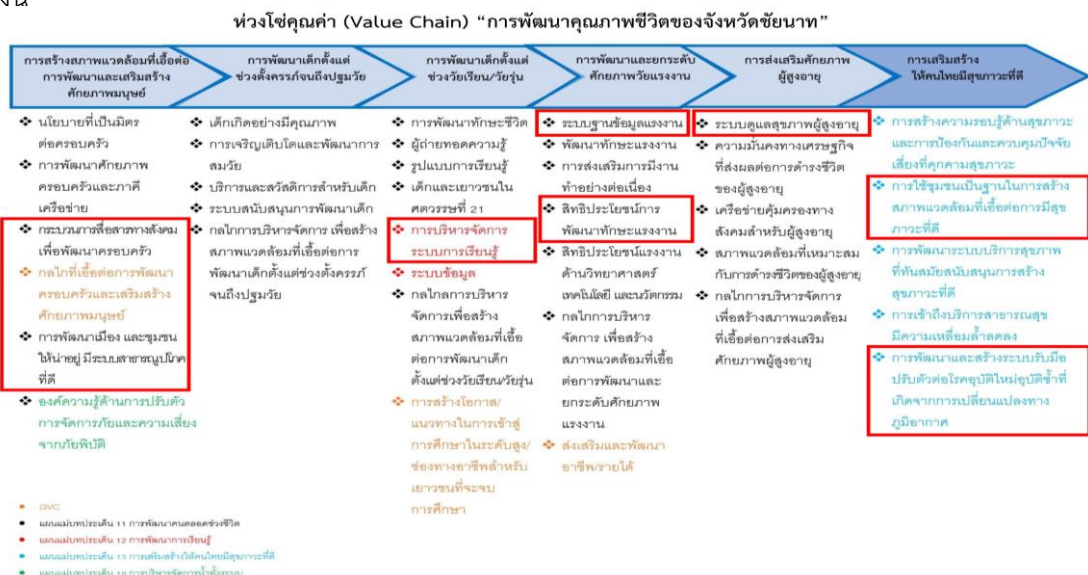 ห่วงโซ่คุณค่า (Value Chain) “การพัฒนาคุณภาพชีวิตของจังหวัดชัยนาท”
การสร้างสภาพแวดล้อมที่เอื้อต่อ
การพัฒนาและเสริมสร้าง
ศักยภาพมนุษย์
การพัฒนาเด็กตั้งแต่
ช่วงตั้งครรภ์จนถึงปฐมวัย
การพัฒนาเด็กตั้งแต่
ช่วงวัยเรียน/วัยรุ่น
การพัฒนาและยกระดับ
ศักยภาพวัยแรงงาน
การส่งเสริมศักยภาพ
ผู้สูงอายุ
การเสริมสร้าง
ให้คนไทยมีสุขภาวะที่ดี
❖ นโยบายที่เป็นมิตร
ต่อครอบครัว
❖ การพัฒนาศักยภาพ
ครอบครัวและภาคี
เครือข่าย
❖ กระบวนการสื่อสารทางสังคม
เพื่อพัฒนาครอบครัว
❖ กลไกที่เอื้อต่อการพัฒนา
ครอบครัวและเสริมสร้าง
ศักยภาพมนุษย์
❖ การพัฒนาเมือง และชุมชน
ให้น่าอยู่ มีระบบสาธารณูปโภค
ที่ดี
❖ องค์ความรู้ด้านการปรับตัว
การจัดการภัยและความเสี่ยง
จากภัยพิบัติ
❖ เด็กเกิดอย่างมีคุณภาพ
❖ การเจริญเติบโตและพัฒนาการ
สมวัย
❖ บริการและสวัสดิการสำหรับเด็ก
❖ ระบบสนับสนุนการพัฒนาเด็ก
❖ กลไกการบริหารจัดการ เพื่อสร้าง
สภาพแวดล้อมที่เอื้อต่อการ
พัฒนาเด็กตั้งแต่ช่วงตั้งครรภ์
จนถึงปฐมวัย
❖ การพัฒนาทักษะชีวิต
❖ ผู้ถ่ายทอดความรู้
❖ รูปแบบการเรียนรู้
❖ เด็กและเยาวชนใน
ศตวรรษที่ 21
❖ การบริหารจัดการ
ระบบการเรียนรู้
❖ ระบบข้อมูล
❖ กลไกลการบริหาร
จัดการเพื่อสร้าง
สภาพแวดล้อมที่เอื้อ
ต่อการพัฒนาเด็ก
ตั้งแต่ช่วงวัยเรียน/วัยรุ่น
❖ การสร้างโอกาส/
แนวทางในการเข้าสู่
การศึกษาในระดับสูง/
ช่องทางอาชีพสำหรับ
เยาวชนที่จะจบ
การศึกษา
❖ ระบบฐานข้อมูลแรงงาน
❖ พัฒนาทักษะแรงงาน
❖ การส่งเสริมการมีงาน
ทำอย่างต่อเนื่อง
❖ สิทธิประโยชน์การ
พัฒนาทักษะแรงงาน
❖ สิทธิประโยชน์แรงงาน
ด้านวิทยาศาสตร์
เทคโนโลยี และนวัตกรรม
❖ กลไกการบริหาร
จัดการ เพื่อสร้าง
สภาพแวดล้อมที่เอื้อ
ต่อการพัฒนาและ
ยกระดับศักยภาพ
แรงงาน
❖ ส่งเสริมและพัฒนา
อาชีพ/รายได้
❖ ระบบดูแลสุขภาพผู้สูงอายุ
❖ ความมั่นคงทางเศรษฐกิจ
ที่ส่งผลต่อการดำรงชีวิต
ของผู้สูงอายุ
❖ เครือข่ายคุ้มครองทาง
สังคมสำหรับผู้สูงอายุ
❖ สภาพแวดล้อมที่เหมาะสม
กับการดำรงชีวิตของผู้สูงอายุ
❖ กลไกการบริหารจัดการ
เพื่อสร้างสภาพแวดล้อม
ที่เอื้อต่อการส่งเสริม
ศักยภาพผู้สูงอายุ
❖ การสร้างความรอบรู้ด้านสุขภาวะ
และการป้องกันและควบคุมปัจจัย
เสี่ยงที่คุกคามสุขภาวะ
❖ การใช้ชุมชนเป็นฐานในการสร้าง
สภาพแวดล้อมที่เอื้อต่อการมีสุข
ภาวะที่ดี
❖ การพัฒนาระบบบริการสุขภาพ
ที่ทันสมัยสนับสนุนการสร้าง
สุขภาวะที่ดี
❖ การเข้าถึงบริการสาธารณสุข
มีความเหลื่อมล้ำลดลง
❖ การพัฒนาและสร้างระบบรับมือ
ปรับตัวต่อโรคอุบัติใหม่อุบัติซ้ำที่
เกิดจากการเปลี่ยนแปลงทาง
ภูมิอากาศ
• GVC
• แผนแม่บทประเด็น 11 การพัฒนาคนตลอดช่วงชีวิต
• แผนแม่บทประเด็น 12 การพัฒนาการเรียนรู้
• แผนแม่บทประเด็น 13 การเสริมสร้างให้คนไทยมีสุขภาวะที่ดี
• แผนแม่บทประเด็น 19 การบริหารจัดการน้ำทั้งระบบ